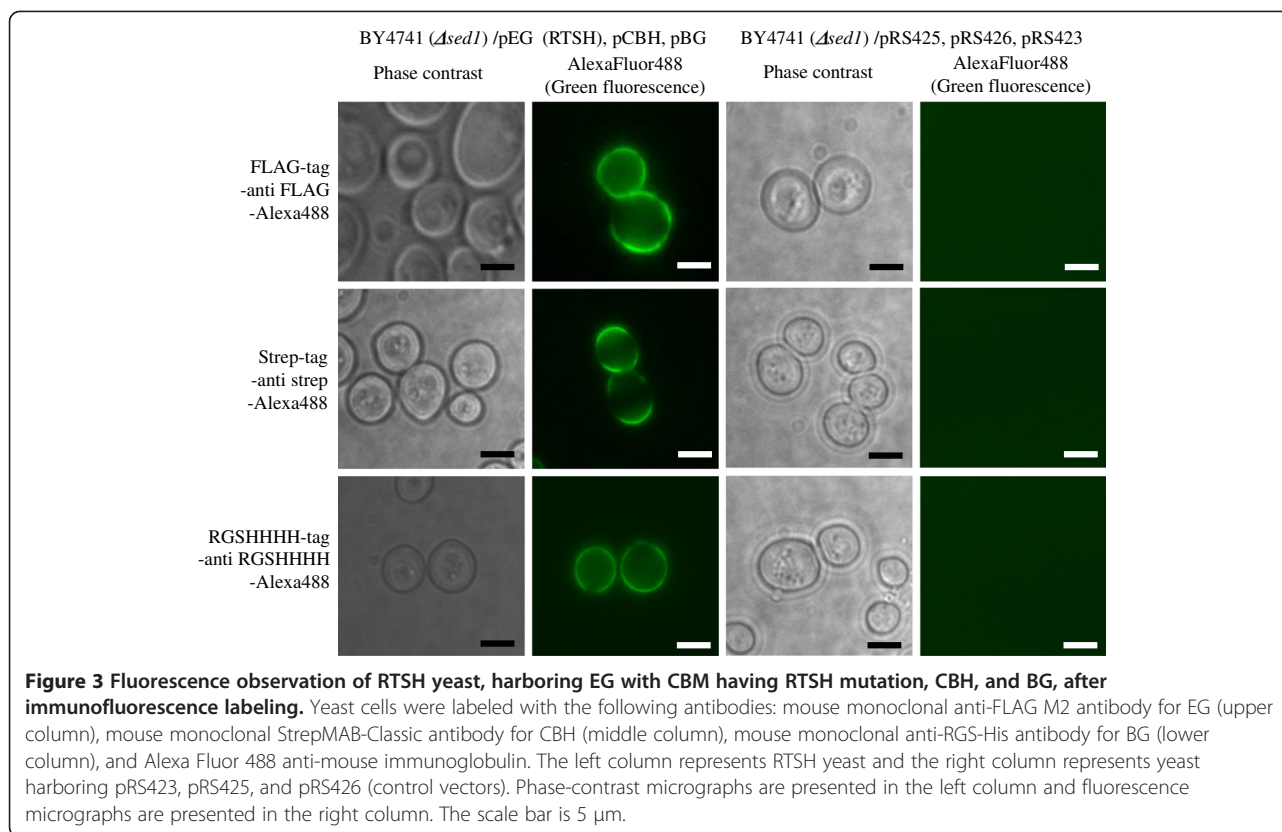 BY4741 (Δsed1) /pEG (RTSH), pCBH, pBG
BY4741 (Δsed1) /pRS425, pRS426, pRS423
Phase contrast
AlexaFluor488
(Green fluorescence)
Phase contrast
AlexaFluor488
(Green fluorescence)
FLAG-tag
-anti FLAG
-Alexa488
Strep-tag
-anti strep
-Alexa488
RGSHHHH-tag
-anti RGSHHHH
-Alexa488
Figure 3 Fluorescence observation of RTSH yeast, harboring EG with CBM having RTSH mutation, CBH, and BG, after
immunofluorescence labeling. Yeast cells were labeled with the following antibodies: mouse monoclonal anti-FLAG M2 antibody for EG (upper
column), mouse monoclonal StrepMAB-Classic antibody for CBH (middle column), mouse monoclonal anti-RGS-His antibody for BG (lower
column), and Alexa Fluor 488 anti-mouse immunoglobulin. The left column represents RTSH yeast and the right column represents yeast
harboring pRS423, pRS425, and pRS426 (control vectors). Phase-contrast micrographs are presented in the left column and fluorescence
micrographs are presented in the right column. The scale bar is 5 μm.